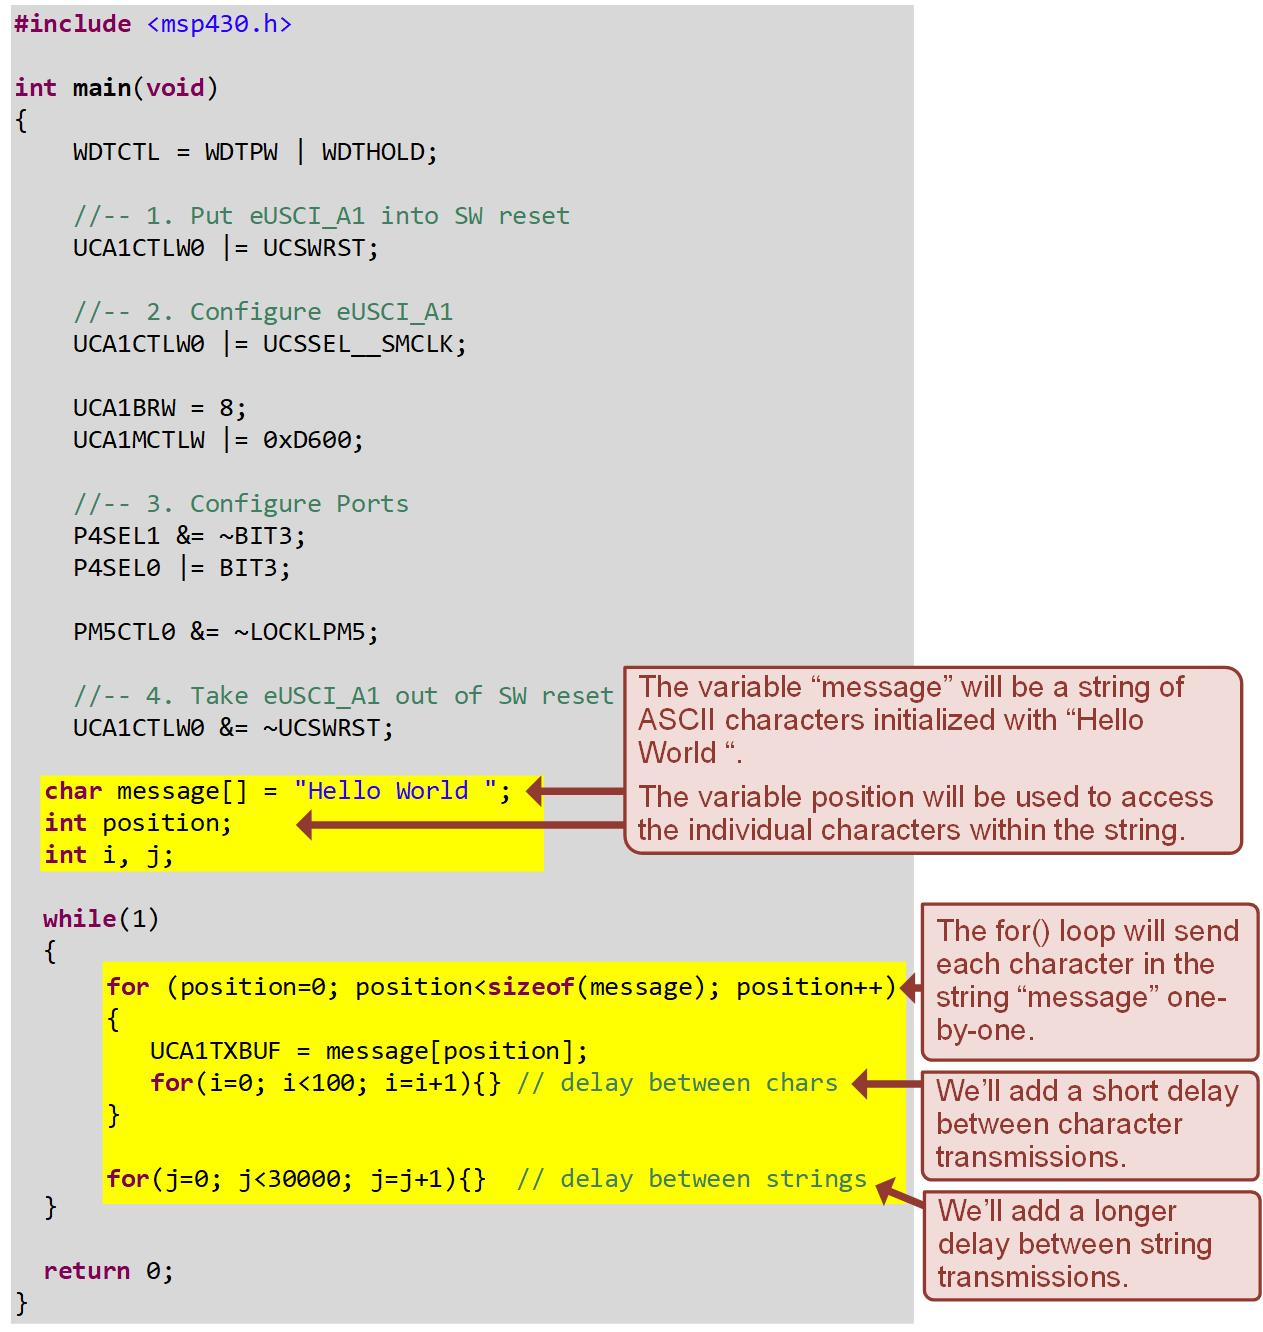 #include <msp430.h>
int main(void)
{
WDTCTL = WDTPW | WDTHOLD;
//-- 1. Put eUSCI_A1 into SW reset
UCA1CTLW0 |= UCSWRST;
//-- 2. Configure eUSCI_A1
UCA1CTLW0 |= UCSSEL__SMCLK;
UCA1BRW = 8;
UCA1MCTLW |= 0xD600;
//-- 3. Configure Ports
P4SEL1 &= ~BIT3;
P4SEL0 |= BIT3;
PM5CTL0 &= ~LOCKLPM5;
//-- 4. Take eUSCI_A1 out of SW reset
UCA1CTLW0 &= ~UCSWRST;
char message[] = "Hello World ";
int position;
int i, j;
while(1)
{
for (position=0; position<sizeof(message); position++)
{
UCA1TXBUF = message[position];
for(i=0; i<100; i=i+1){} // delay between chars
}
for(j=0; j<30000; j=j+1){} // delay between strings
}
return 0;
}
The variable “message” will be a string of
ASCII characters initialized with “Hello
World “.
The variable position will be used to access
the individual characters within the string.
The for() loop will send
each character in the
string “message” one-
by-one.
We’ll add a short delay
between character
transmissions.
We’ll add a longer
delay between string
transmissions.